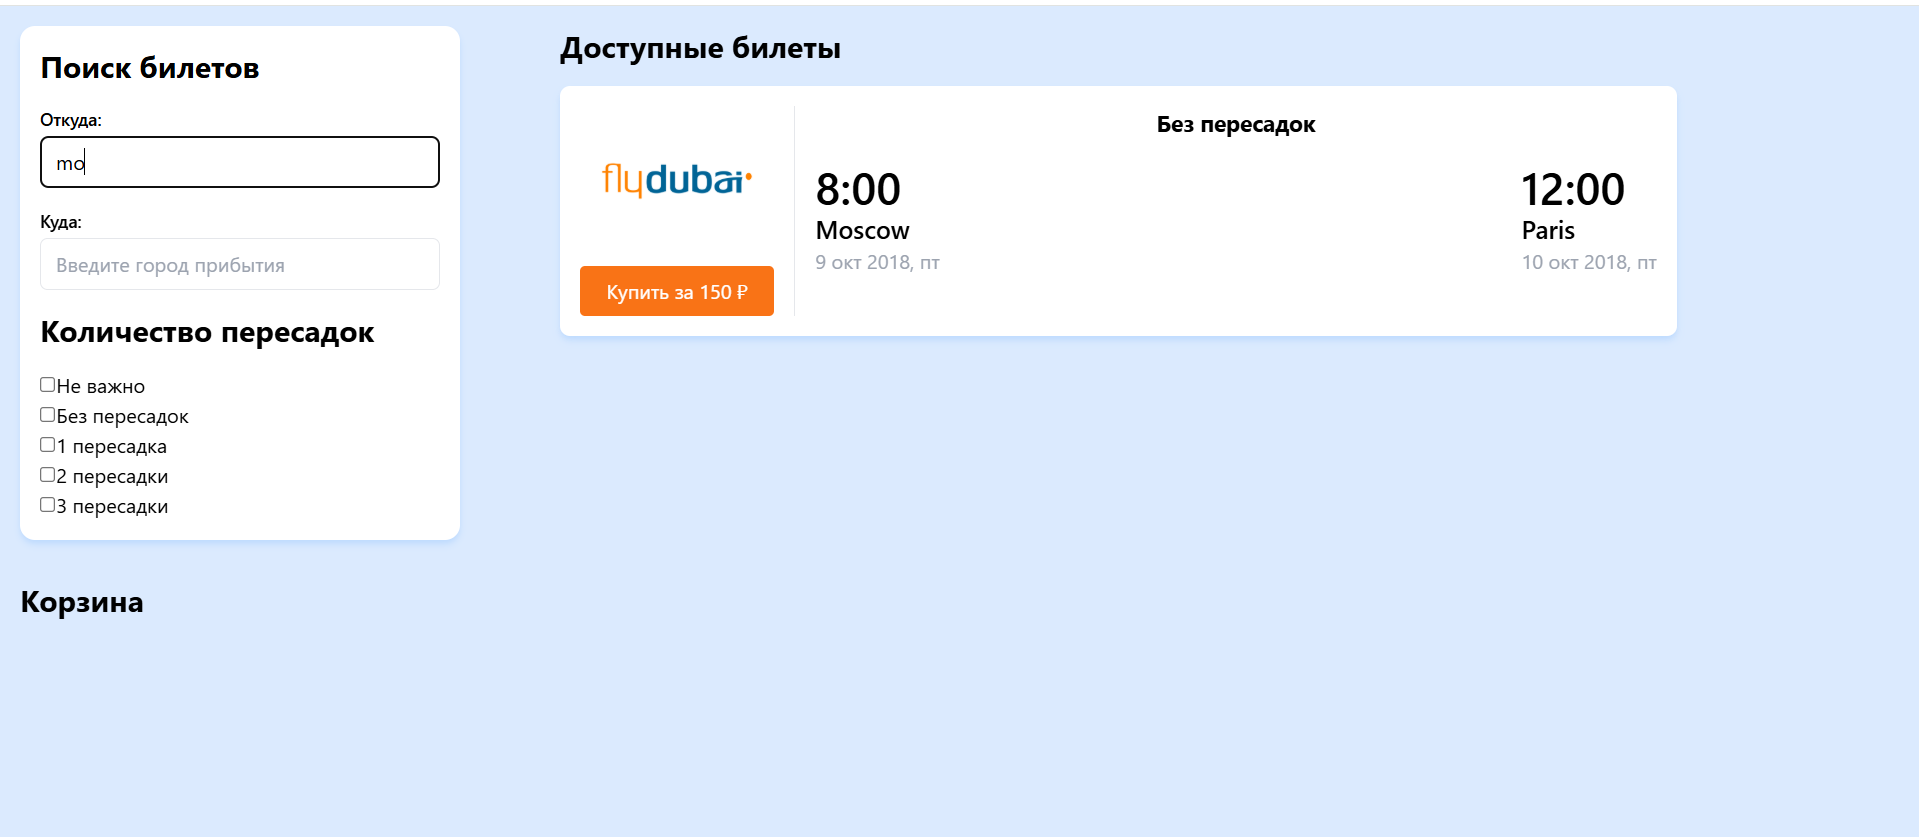 Поиск билетов
Откуда:
mo
Куда:
Введите город прибытия
Количество пересадок
Не важно
Без пересадок
1 пересадка
2 пересадки
3 пересадки
Корзина
Доступные билеты
flydubai
Купить за 150 ₽
Без пересадок
8:00
Moscow
9 окт 2018, пт
12:00
Paris
10 окт 2018, пт